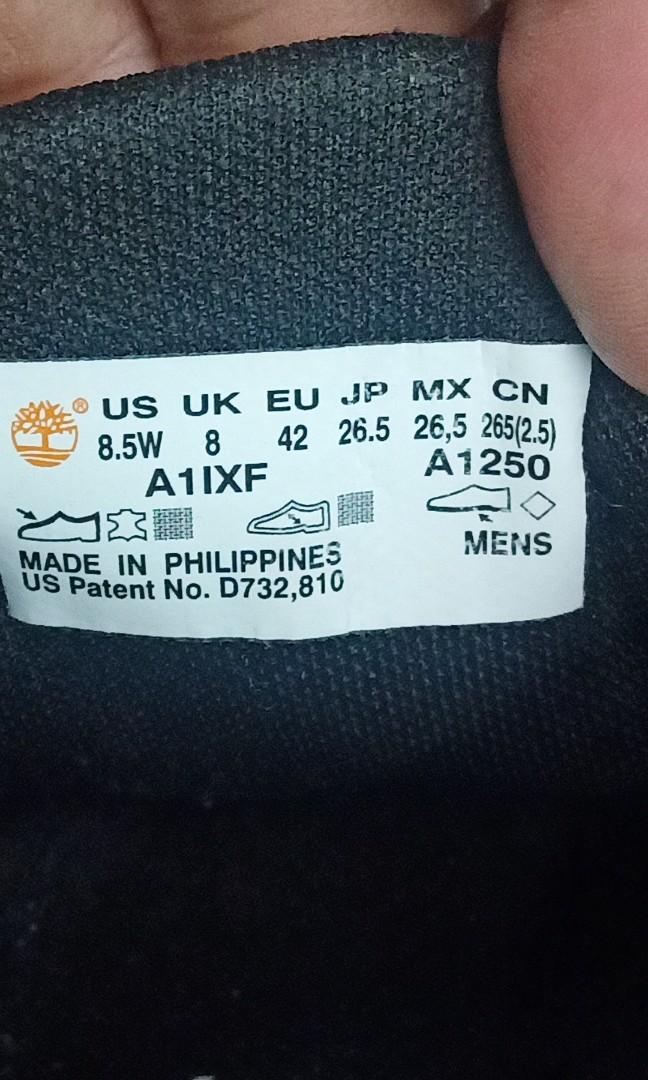 ® US UK EU JP MX CN
8.5W 8 42 26.5 26,5 265(2.5)
A1IXF A1250
MENS
MADE IN PHILIPPINES
US Patent No. D732,810